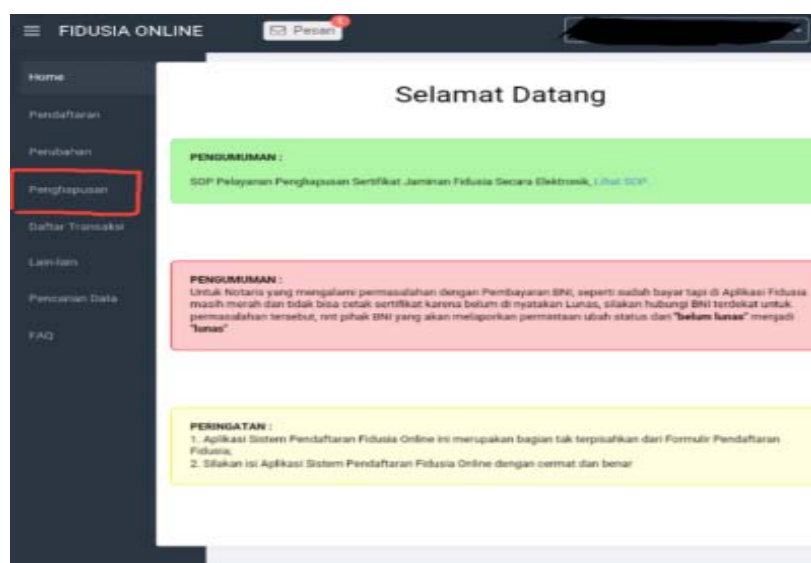 FIDUSIA ONLINE
Pesan
Home
Pendaftaran
Perubahan
Penghapusan
Daftar Transaksi
Lain-lain
Pencarian Data
FAQ
Selamat Datang
PENGUMUMAN :
SOP Pelayanan Penghapusan Sertifikat Jaminan Fidusia Secara Elektronik, Lihat SOP.
PENGUMUMAN :
Untuk Notaris yang mengalami permasalahan dengan Pembayaran BNI, seperti sudah bayar tapi di Aplikasi Fidusia
masih merah dan tidak bisa cetak sertifikat karena belum di nyatakan Lunas, silakan hubungi BNI terdekat untuk
permasalahan tersebut, nnt pihak BNI yang akan melaporkan permintaan ubah status dari "belum lunas" menjadi
"lunas"
PERINGATAN :
1. Aplikasi Sistem Pendaftaran Fidusia Online ini merupakan bagian tak terpisahkan dari Formulir Pendaftaran
Fidusia;
2. Silakan isi Aplikasi Sistem Pendaftaran Fidusia Online dengan cermat dan benar